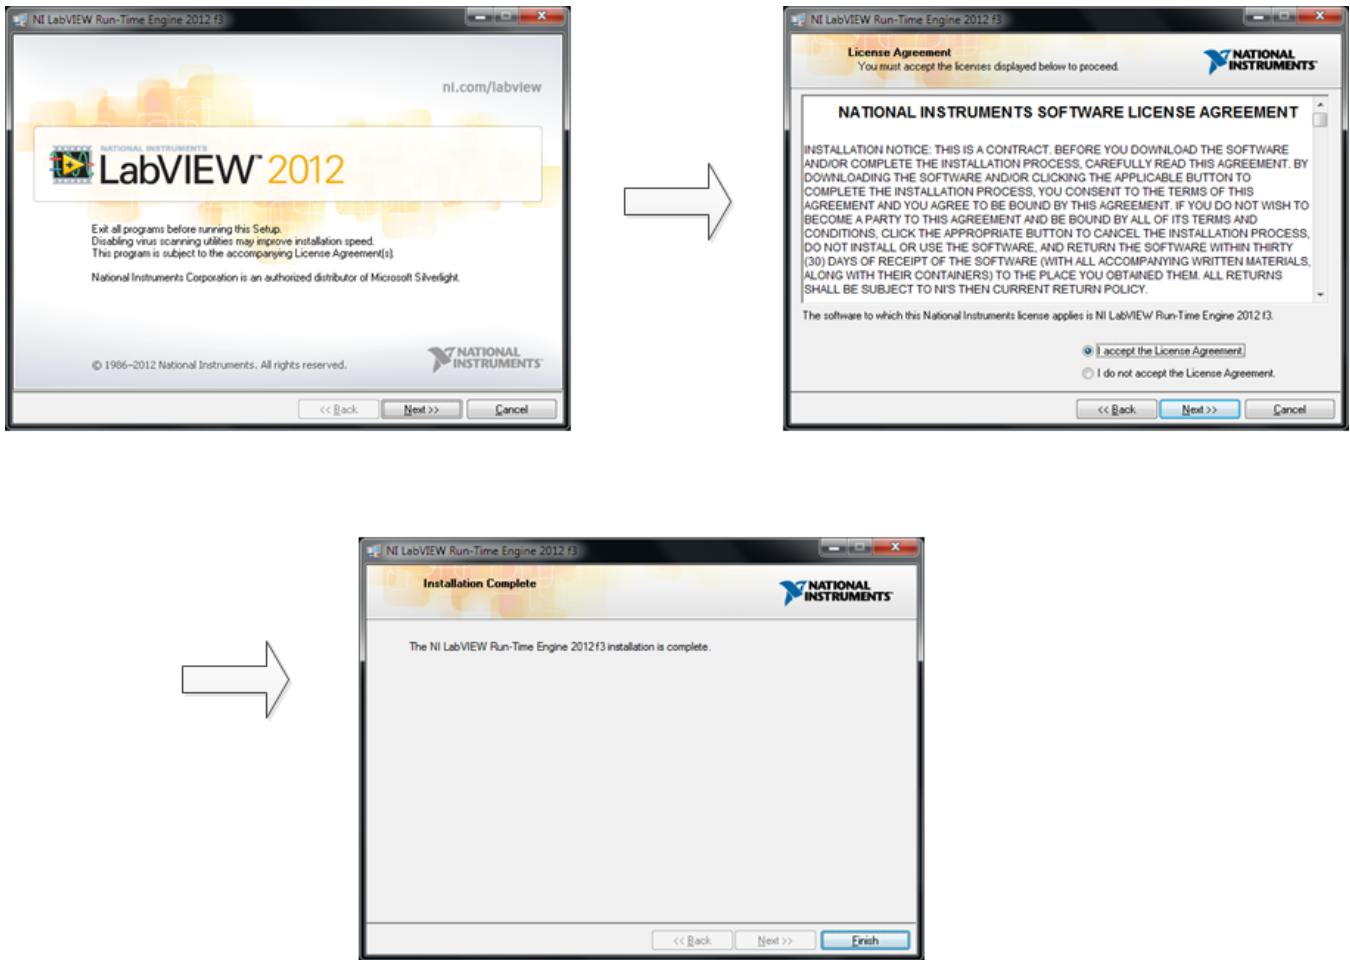 NI LabVIEW Run-Time Engine 2012 f3
ni.com/labview
NATIONAL INSTRUMENTS
LabVIEW™ 2012
Exit all programs before running this Setup.
Disabling virus scanning utilities may improve installation speed.
This program is subject to the accompanying License Agreement(s).
National Instruments Corporation is an authorized distributor of Microsoft Silverlight.
© 1986–2012 National Instruments. All rights reserved.
NATIONAL
INSTRUMENTS™
<< Back Next >> Cancel
NI LabVIEW Run-Time Engine 2012 f3
License Agreement
You must accept the licenses displayed below to proceed.
NATIONAL
INSTRUMENTS™
NATIONAL INSTRUMENTS SOFTWARE LICENSE AGREEMENT
INSTALLATION NOTICE: THIS IS A CONTRACT. BEFORE YOU DOWNLOAD THE SOFTWARE
AND/OR COMPLETE THE INSTALLATION PROCESS, CAREFULLY READ THIS AGREEMENT. BY
DOWNLOADING THE SOFTWARE AND/OR CLICKING THE APPLICABLE BUTTON TO
COMPLETE THE INSTALLATION PROCESS, YOU CONSENT TO THE TERMS OF THIS
AGREEMENT AND YOU AGREE TO BE BOUND BY THIS AGREEMENT. IF YOU DO NOT WISH TO
BECOME A PARTY TO THIS AGREEMENT AND BE BOUND BY ALL OF ITS TERMS AND
CONDITIONS, CLICK THE APPROPRIATE BUTTON TO CANCEL THE INSTALLATION PROCESS,
DO NOT INSTALL OR USE THE SOFTWARE, AND RETURN THE SOFTWARE WITHIN THIRTY
(30) DAYS OF RECEIPT OF THE SOFTWARE (WITH ALL ACCOMPANYING WRITTEN MATERIALS,
ALONG WITH THEIR CONTAINERS) TO THE PLACE YOU OBTAINED THEM. ALL RETURNS
SHALL BE SUBJECT TO NI'S THEN CURRENT RETURN POLICY.
The software to which this National Instruments license applies is NI LabVIEW Run-Time Engine 2012 f3.
I accept the License Agreement.
I do not accept the License Agreement.
<< Back Next >> Cancel
NI LabVIEW Run-Time Engine 2012 f3
Installation Complete
NATIONAL
INSTRUMENTS™
The NI LabVIEW Run-Time Engine 2012 f3 installation is complete.
<< Back Next >> Finish